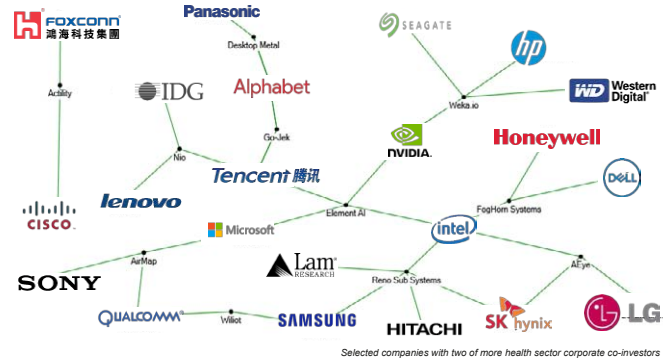 FOXCONN
鴻海科技集團
Panasonic
SEAGATE
hp
Desktop Metal
Actility
IDG
Alphabet
Weka.io
WD Western Digital
Go-Jek
NVIDIA.
Honeywell
Nio
Tencent 腾讯
DELL
lenovo
Element AI
FogHorn Systems
CISCO
Microsoft
intel
AirMap
Lam RESEARCH
AEye
SONY
Reno Sub Systems
QUALCOMM
Wiliot
SAMSUNG
HITACHI
SK hynix
LG
Selected companies with two of more health sector corporate co-investors